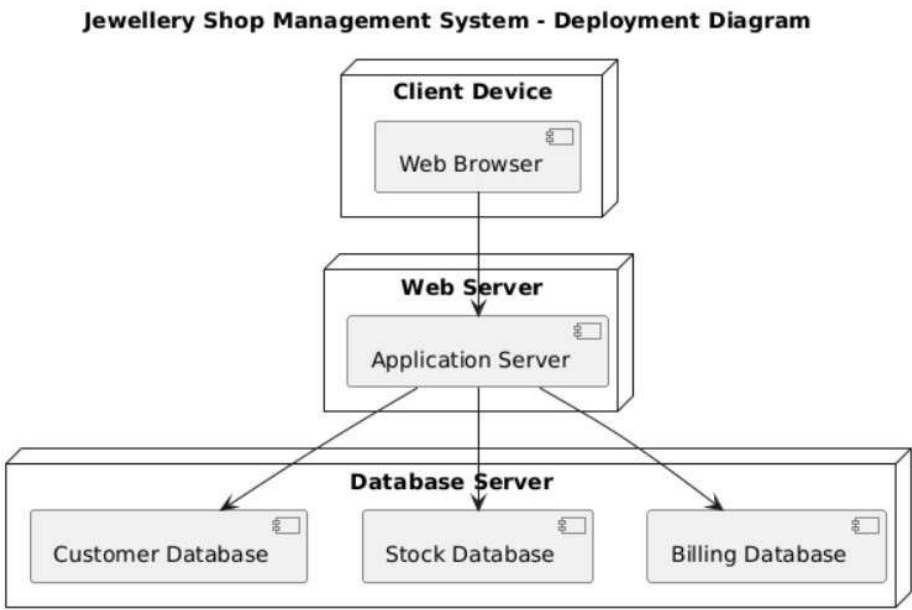 Jewellery Shop Management System - Deployment Diagram
Client Device
Web Browser
Web Server
Application Server
Database Server
Customer Database
Stock Database
Billing Database